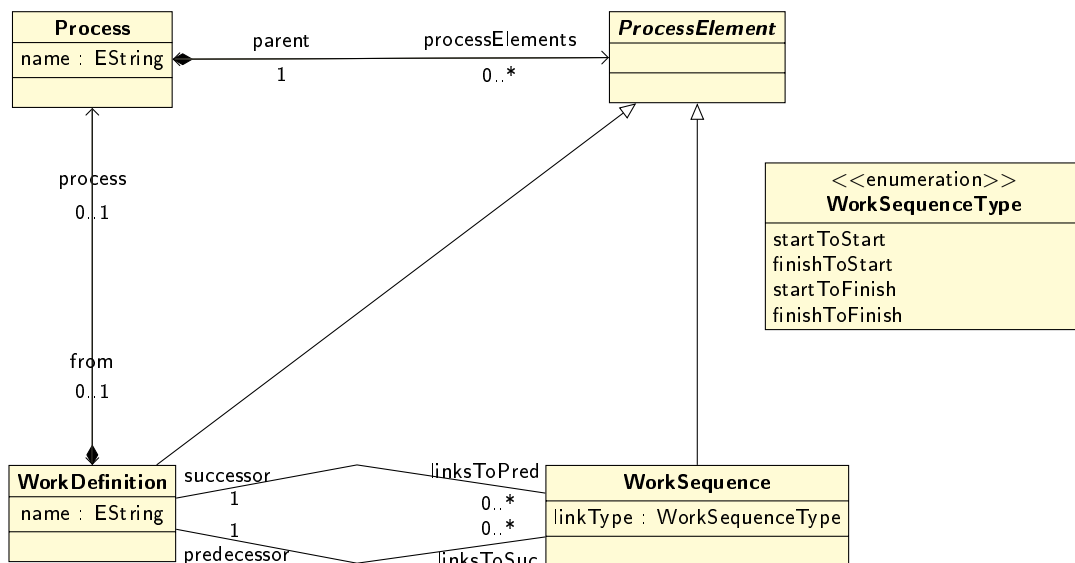 Process
name : EString
parent
1
processElements
0..*
ProcessElement
process
0..1
<<enumeration>>
WorkSequenceType
startToStart
finishToStart
startToFinish
finishToFinish
from
0..1
WorkDefinition
name : EString
successor
1
1
predecessor
linksToPred
0..*
0..*
linksToSuc
WorkSequence
linkType : WorkSequenceType